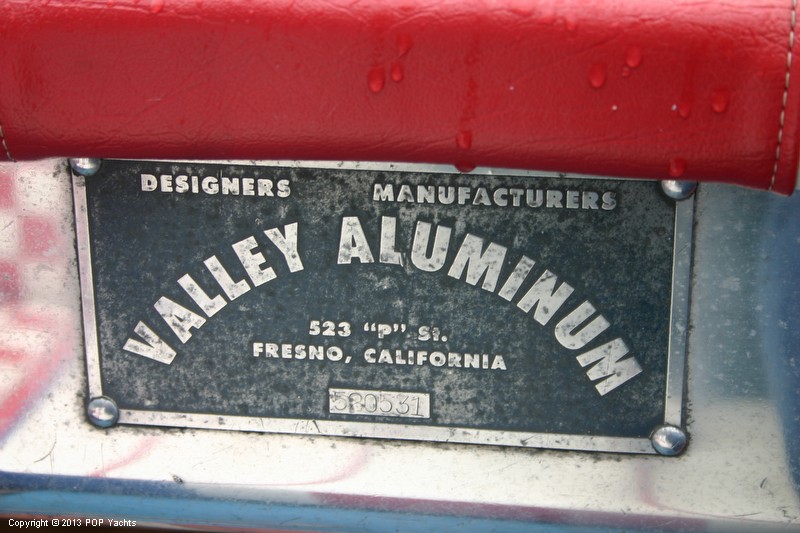 DESIGNERS MANUFACTURERS
VALLEY ALUMINUM
523 "P" St.
FRESNO, CALIFORNIA
580531
Copyright © 2013 POP Yachts